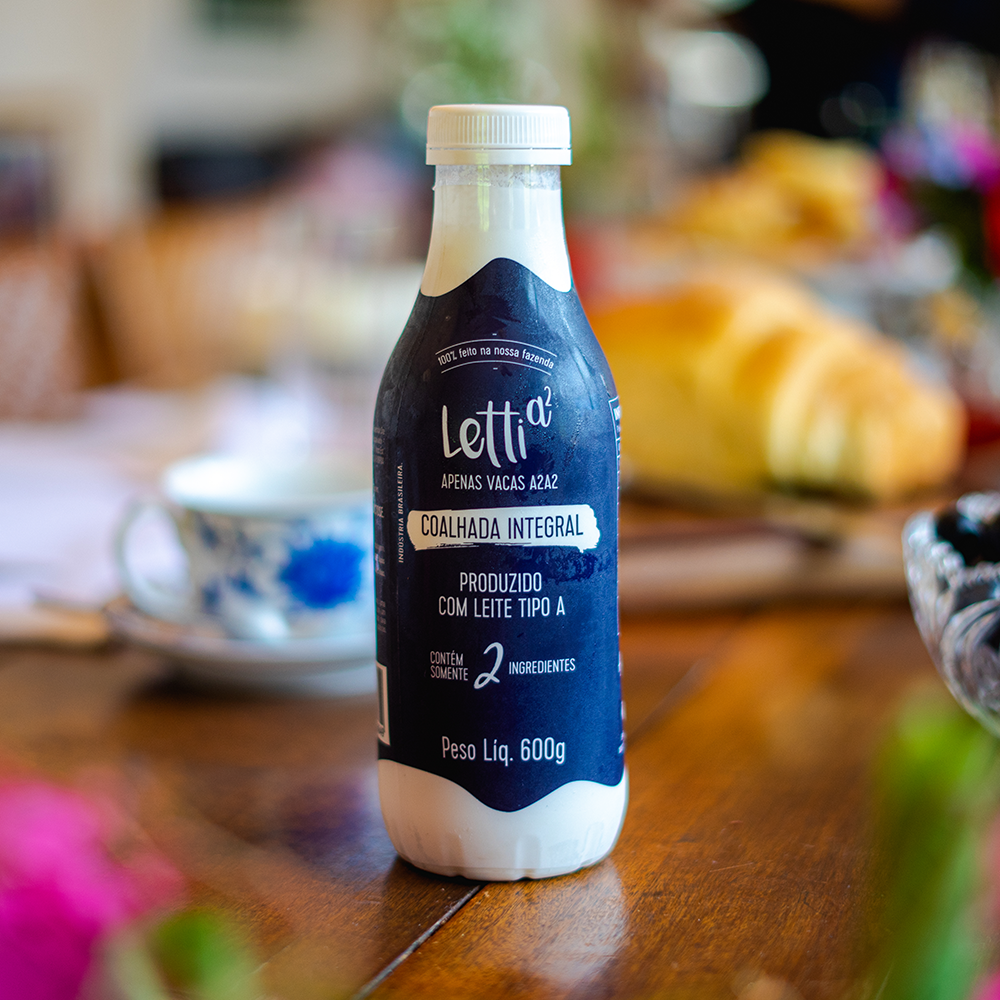 100% feito na nossa fazenda
Letti a²
APENAS VACAS A2A2
COALHADA INTEGRAL
PRODUZIDO
COM LEITE TIPO A
CONTÉM
SOMENTE
2
INGREDIENTES
Peso Liq. 600g
INDÚSTRIA BRASILEIRA.